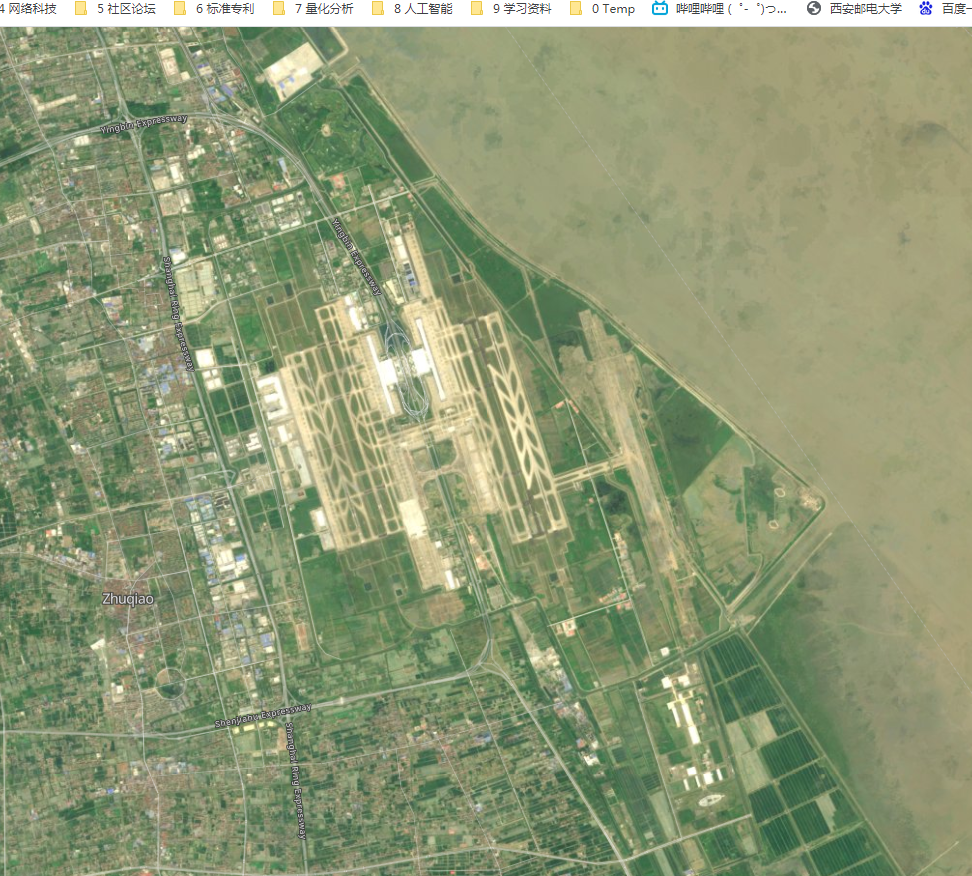 4 网络科技 5 社区论坛 6 标准专利 7 量化分析 8 人工智能 9 学习资料 0 Temp 哔哩哔哩 ( ゜- ゜)つ... 西安邮电大学 百度一
Yingbin Expressway
Yingbin Expressway
Shanghai Ring Expressway
Zhuqiao
Shenjiahu Expressway
Shanghai Ring Expressway